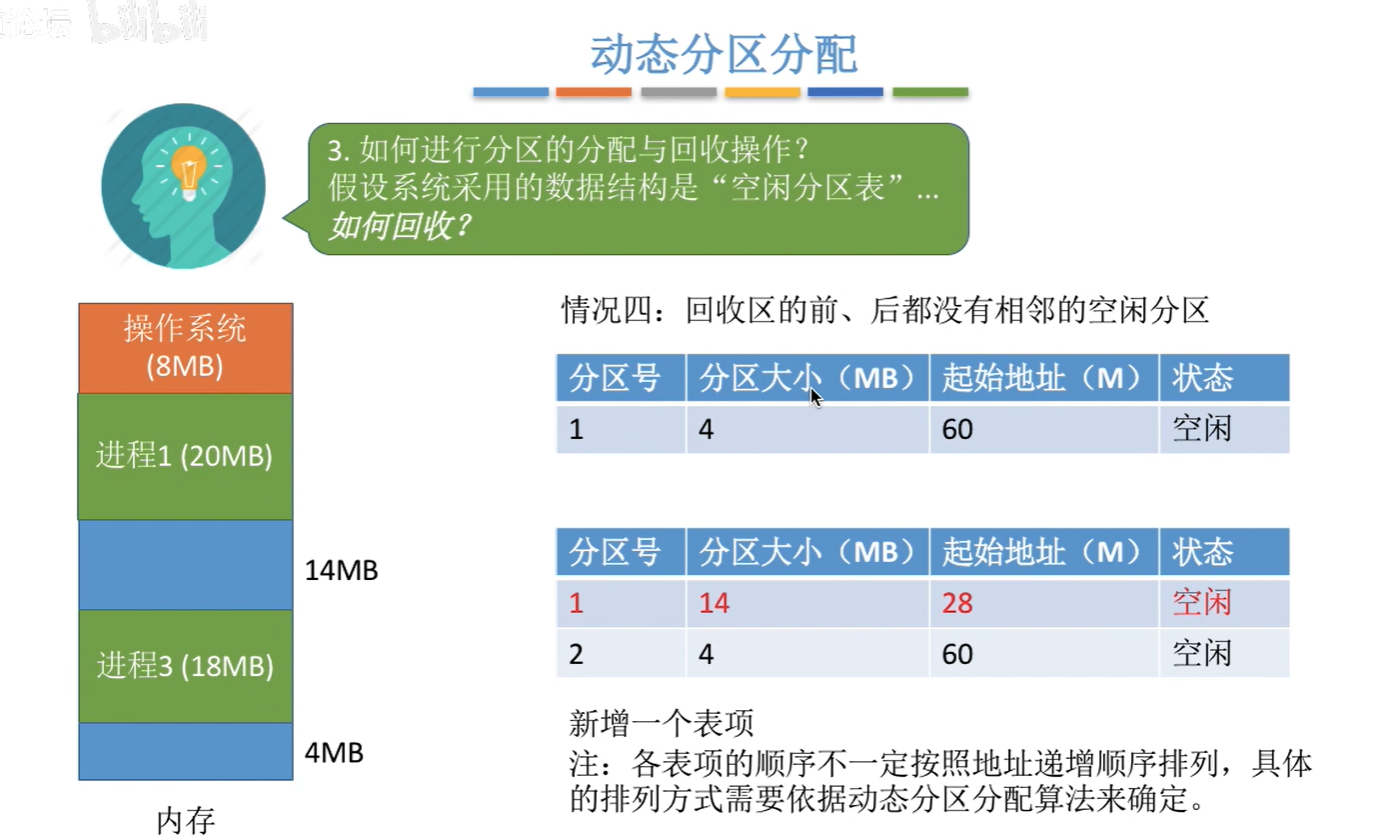 论坛 bilibili
动态分区分配
3. 如何进行分区的分配与回收操作？
假设系统采用的数据结构是“空闲分区表”...
如何回收？
操作系统
(8MB)
进程1 (20MB)
14MB
进程3 (18MB)
4MB
内存
情况四：回收区的前、后都没有相邻的空闲分区
分区号 分区大小（MB） 起始地址（M） 状态
1 4 60 空闲
分区号 分区大小（MB） 起始地址（M） 状态
1 14 28 空闲
2 4 60 空闲
新增一个表项
注：各表项的顺序不一定按照地址递增顺序排列，具体
的排列方式需要依据动态分区分配算法来确定。